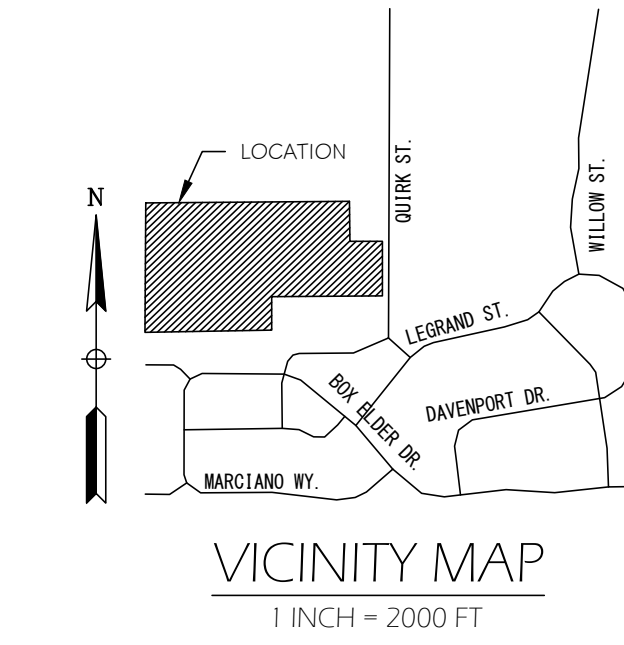 LOCATION
N
QUIRK ST.
WILLOW ST.
LEGRAND ST.
BOX ELDER DR.
DAVENPORT DR.
MARCIANO WY.
VICINITY MAP
1 INCH = 2000 FT